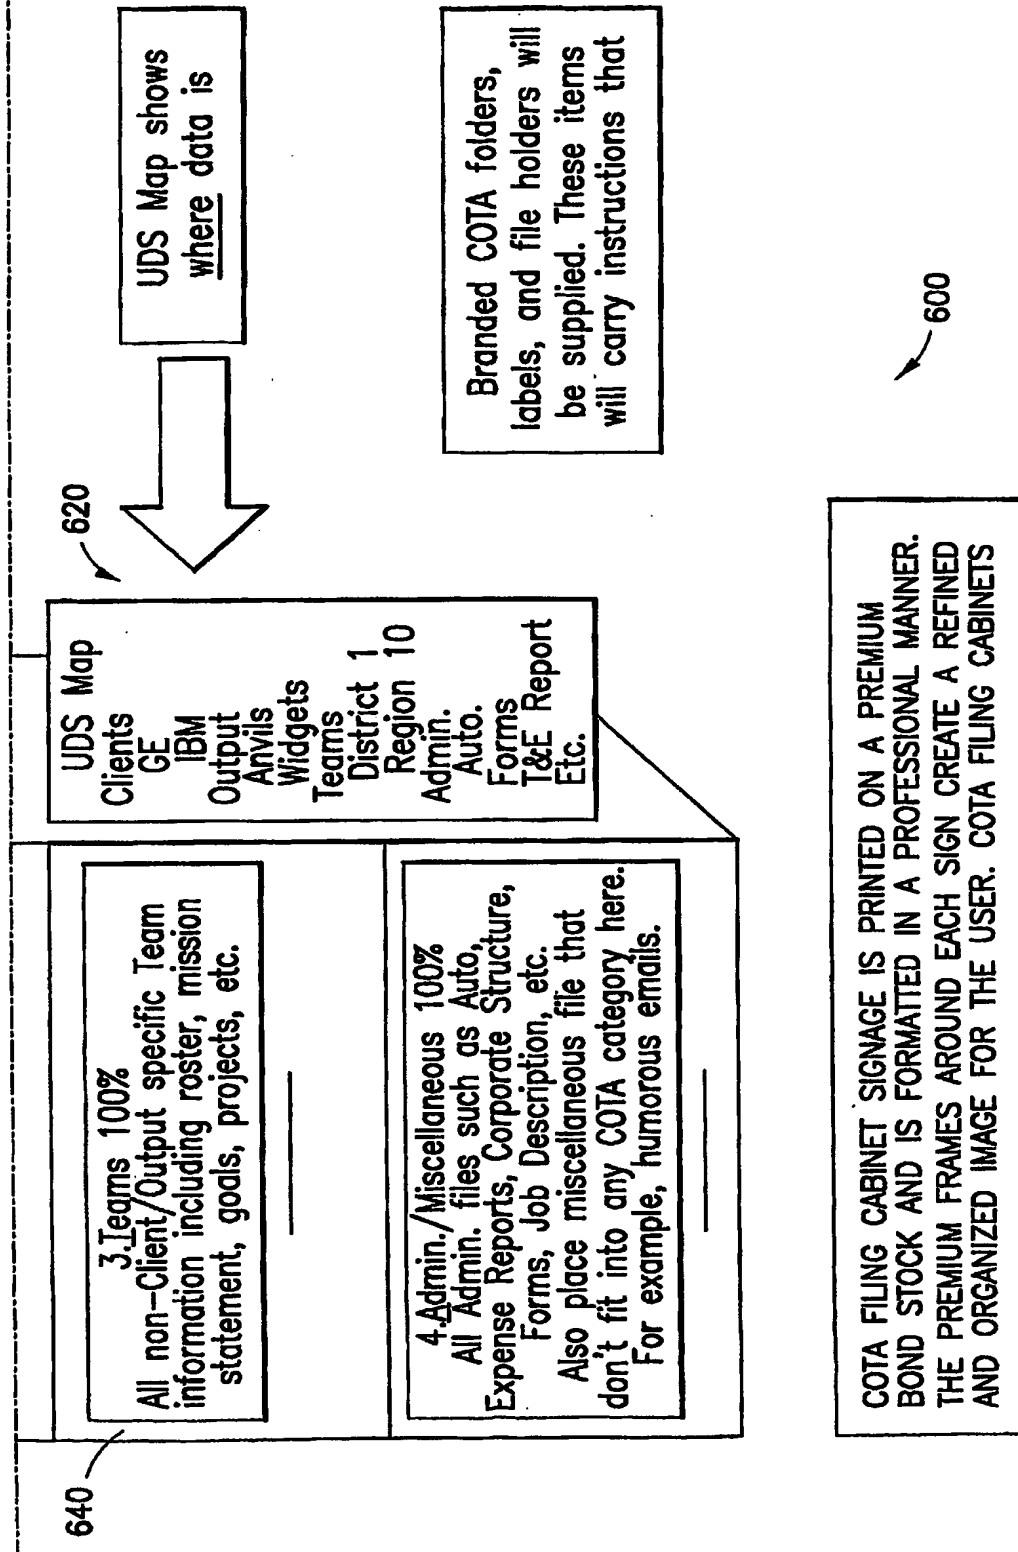 640
3.Teams 100%
All non-Client/Output specific Team
information including roster, mission
statement, goals, projects, etc.
4.Admin./Miscellaneous 100%
All Admin. files such as Auto,
Expense Reports, Corporate Structure,
Forms, Job Description, etc.
Also place miscellaneous file that
don't fit into any COTA category here.
For example, humorous emails.
620
UDS Map
Clients
GE
IBM
Output
Anvils
Widgets
Teams
District 1
Region 10
Admin.
Auto.
Forms
T&E Report
Etc.
UDS Map shows
where data is
Branded COTA folders,
labels, and file holders will
be supplied. These items
will carry instructions that
600
COTA FILING CABINET SIGNAGE IS PRINTED ON A PREMIUM
BOND STOCK AND IS FORMATTED IN A PROFESSIONAL MANNER.
THE PREMIUM FRAMES AROUND EACH SIGN CREATE A REFINED
AND ORGANIZED IMAGE FOR THE USER. COTA FILING CABINETS